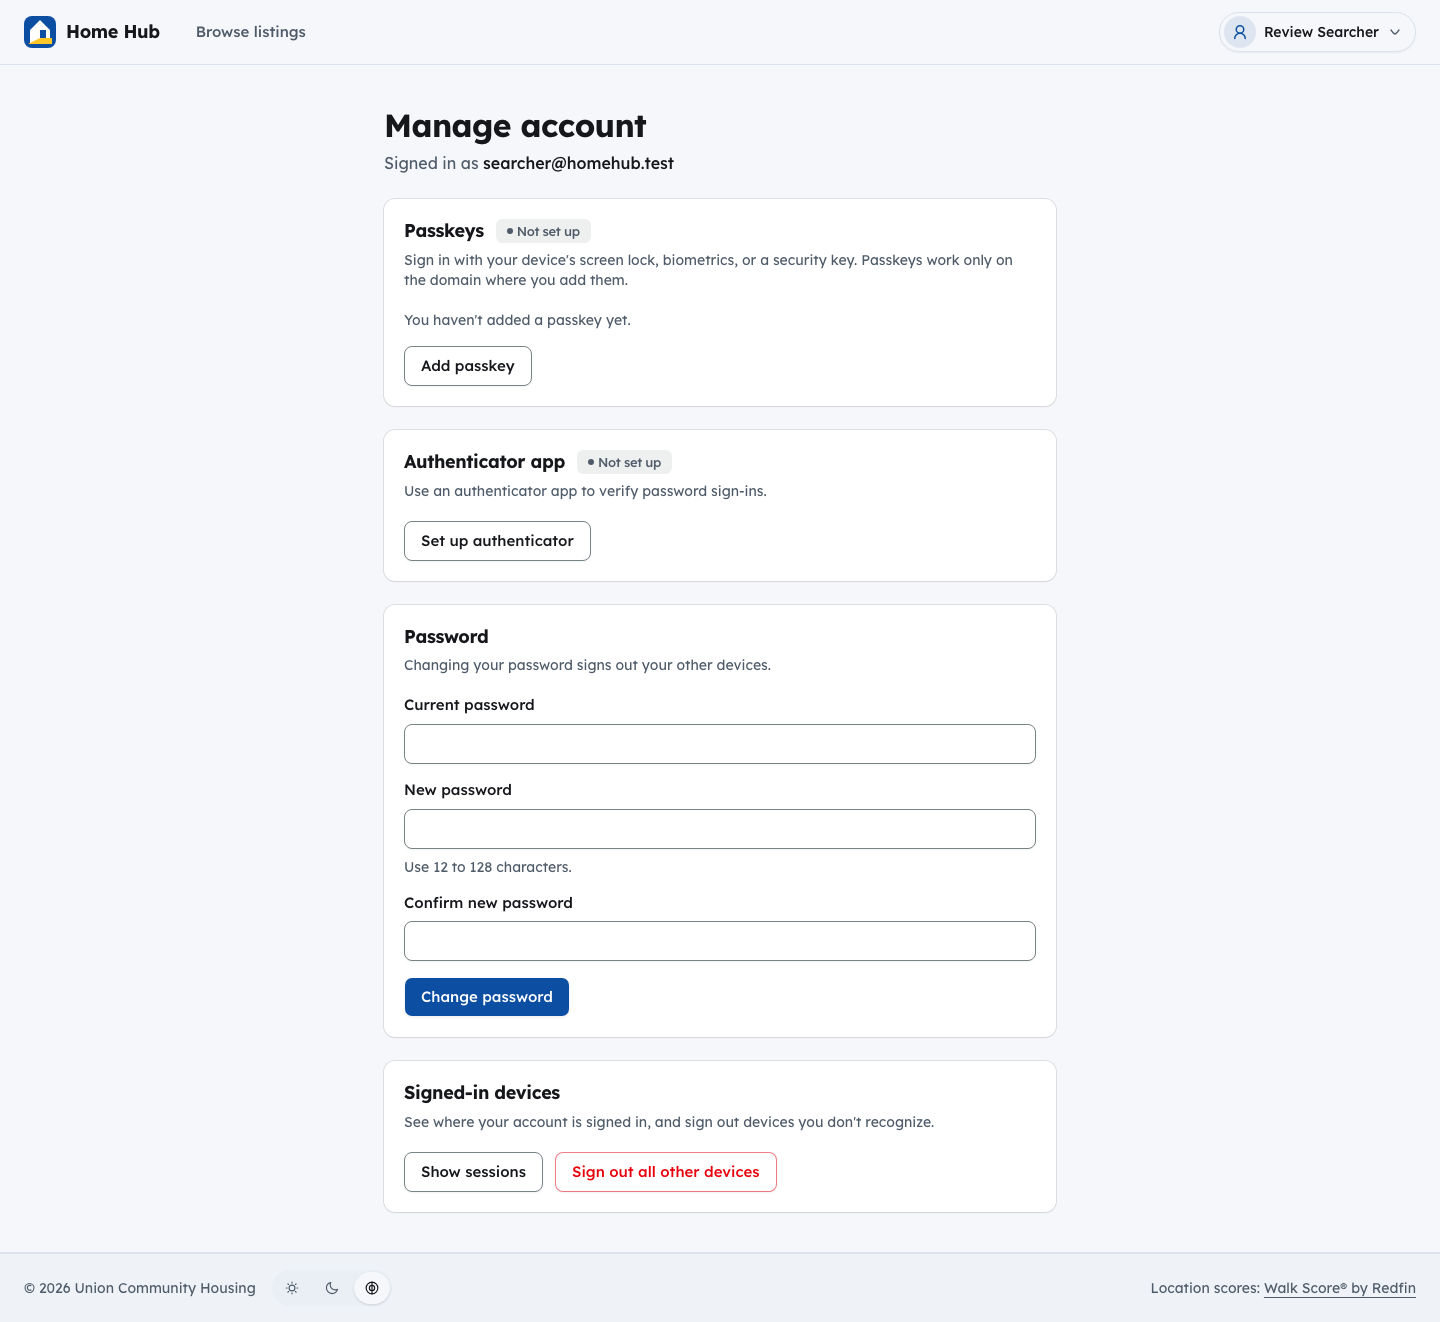 Home Hub
Browse listings
Review Searcher
Manage account
Signed in as searcher@homehub.test
Passkeys
Not set up
Sign in with your device's screen lock, biometrics, or a security key. Passkeys work only on
the domain where you add them.
You haven't added a passkey yet.
Add passkey
Authenticator app
Not set up
Use an authenticator app to verify password sign-ins.
Set up authenticator
Password
Changing your password signs out your other devices.
Current password
New password
Use 12 to 128 characters.
Confirm new password
Change password
Signed-in devices
See where your account is signed in, and sign out devices you don't recognize.
Show sessions
Sign out all other devices
© 2026 Union Community Housing
Location scores: Walk Score® by Redfin